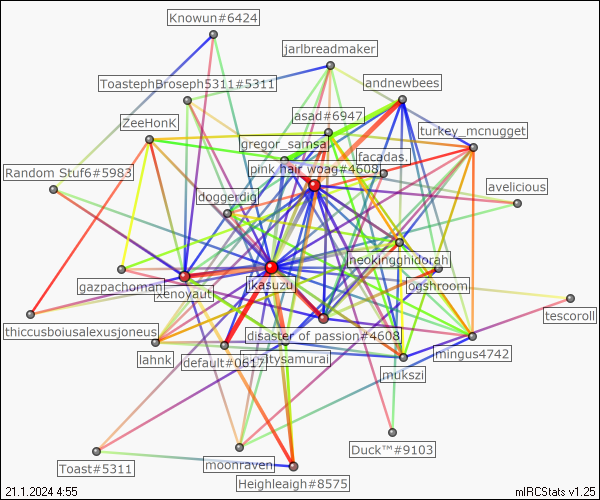 Knowun#6424
jarlbreadmaker
ToastephBroseph5311#5311
andnewbees
asad#6947
ZeeHonK
turkey_mcnugget
gregor_samsa
facadas.
pink hair woag#4608
Random Stuf6#5983
avelicious
doggerdig
neokingghidorah
gazpachoman
xenoyaut
ikasuzu
ogshroom
tescoroll
thiccusboiusalexusjoneus
disaster of passion#4608
lahnk
default#0617
itysamurai
mingus4742
mukszi
Duck™#9103
Toast#5311
moonraven
Heighleaigh#8575
21.1.2024 4:55
mIRCStats v1.25